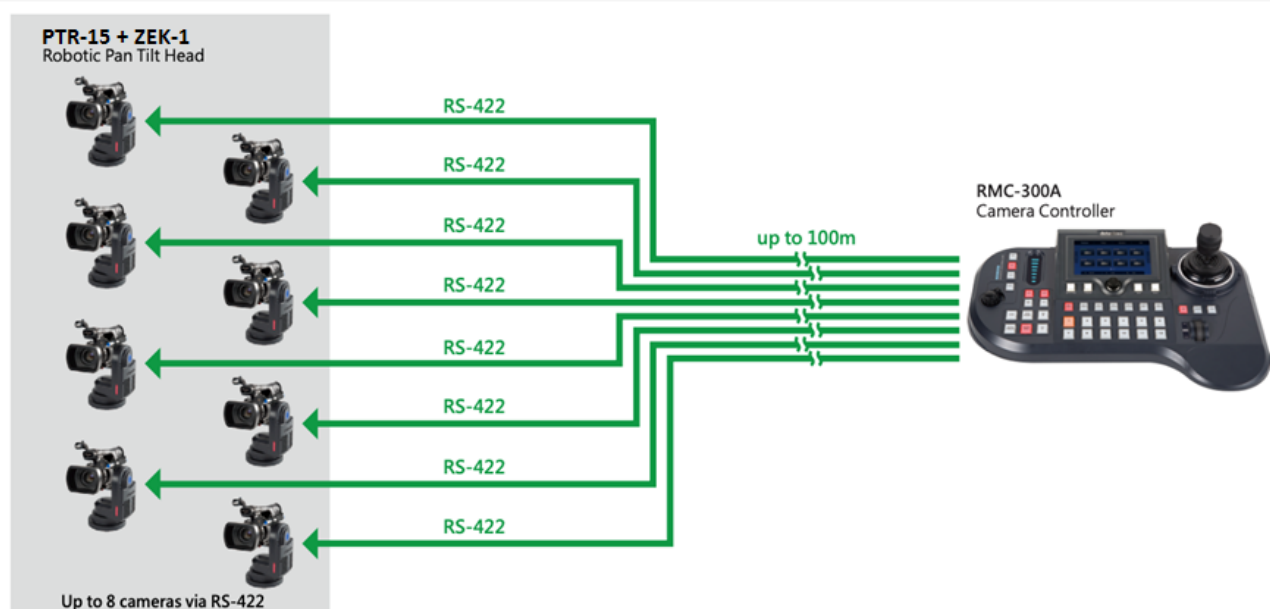 PTR-15 + ZEK-1
Robotic Pan Tilt Head
RS-422
RS-422
RS-422
RS-422
RS-422
RS-422
RS-422
RS-422
up to 100m
RMC-300A
Camera Controller
Up to 8 cameras via RS-422